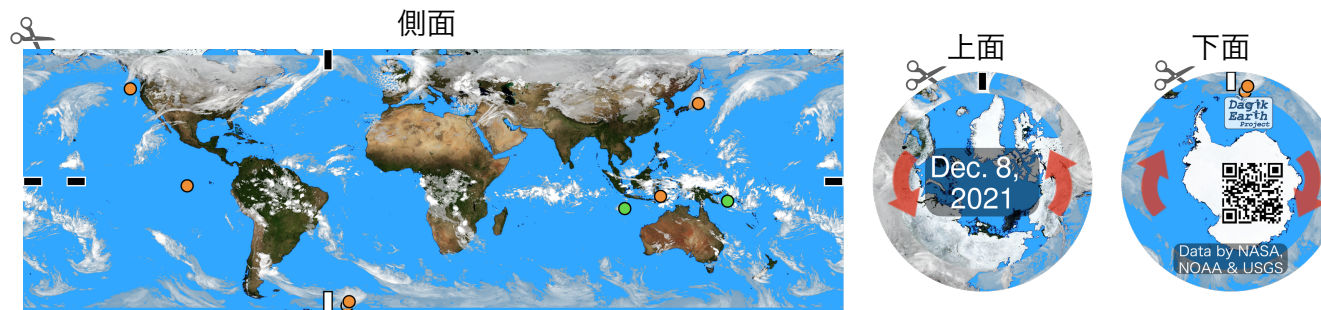 側面
上面
下面
Dec. 8,
2021
Dagik
Earth
Project
Data by NASA,
NOAA & USGS